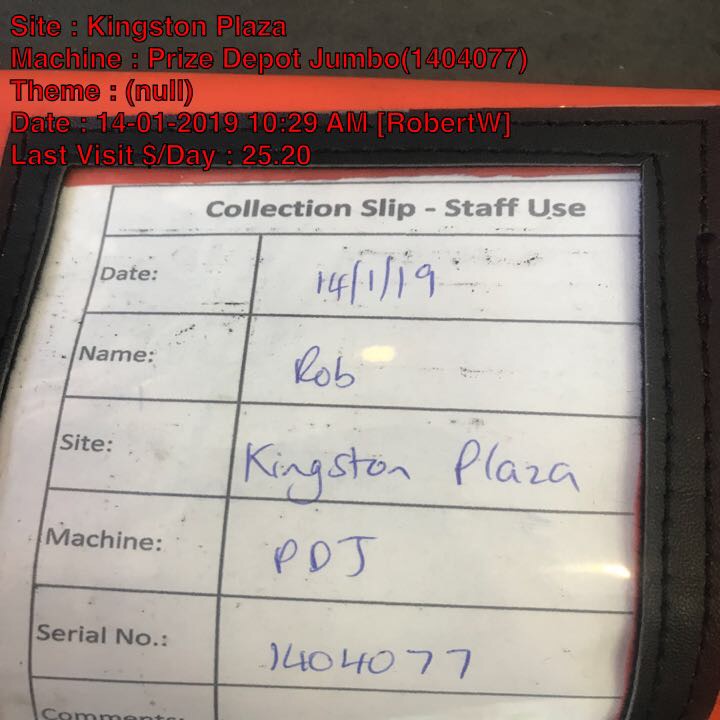 Site : Kingston Plaza
Machine : Prize Depot Jumbo(1404077)
Theme : (null)
Date : 14-01-2019 10:29 AM [RobertW]
Last Visit $/Day : 25.20
Collection Slip - Staff Use
Date: 14/1/19
Name: Rob
Site: Kingston Plaza
Machine: PDJ
Serial No.: 1404077
Comments: